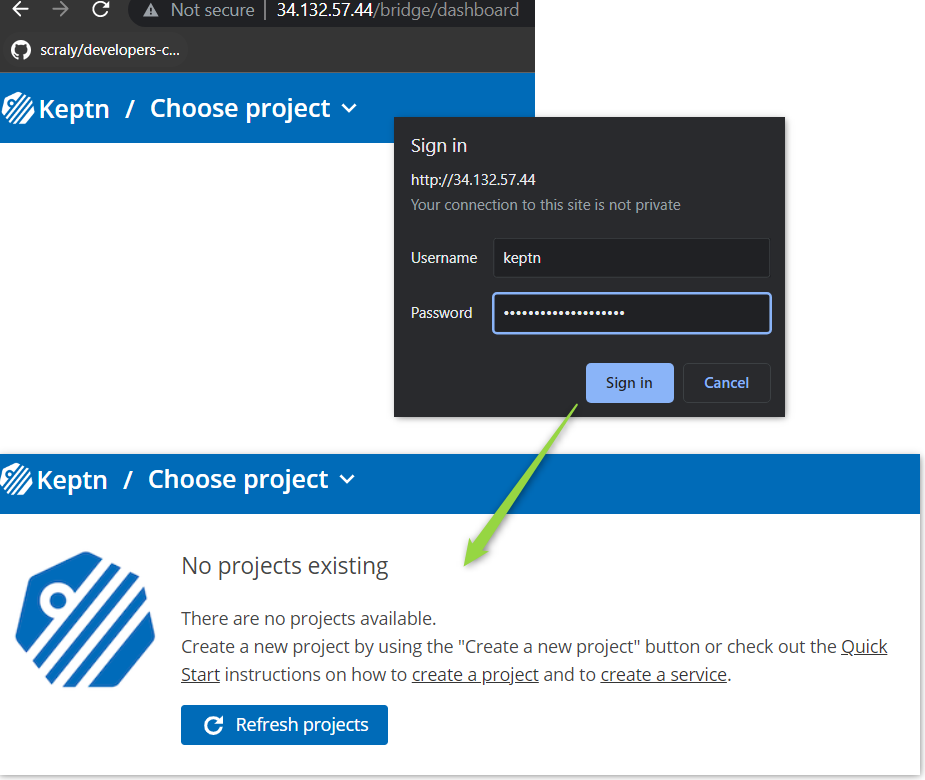 Not secure | 34.132.57.44/bridge/dashboard
scraly/developers-c...
Keptn / Choose project
Sign in
http://34.132.57.44
Your connection to this site is not private
Username keptn
Password ••••••••••••••••••••
Sign in Cancel
Keptn / Choose project
No projects existing
There are no projects available.
Create a new project by using the "Create a new project" button or check out the Quick
Start instructions on how to create a project and to create a service.
Refresh projects